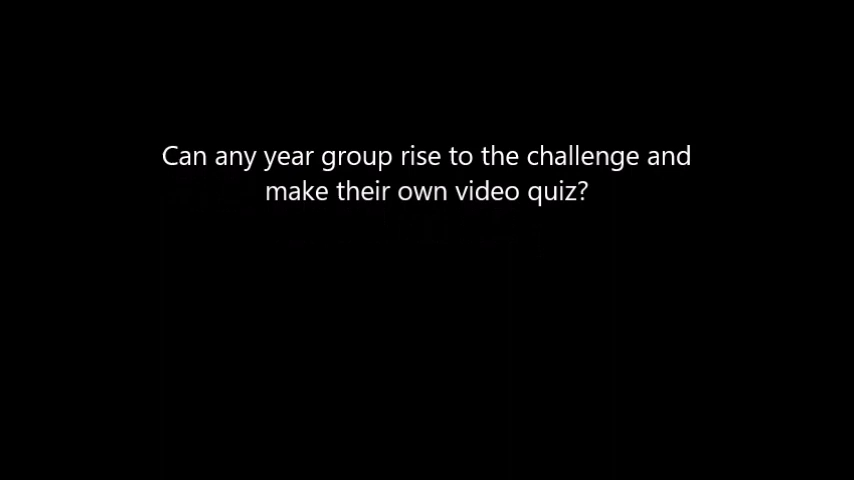 Can any year group rise to the challenge and
make their own video quiz?